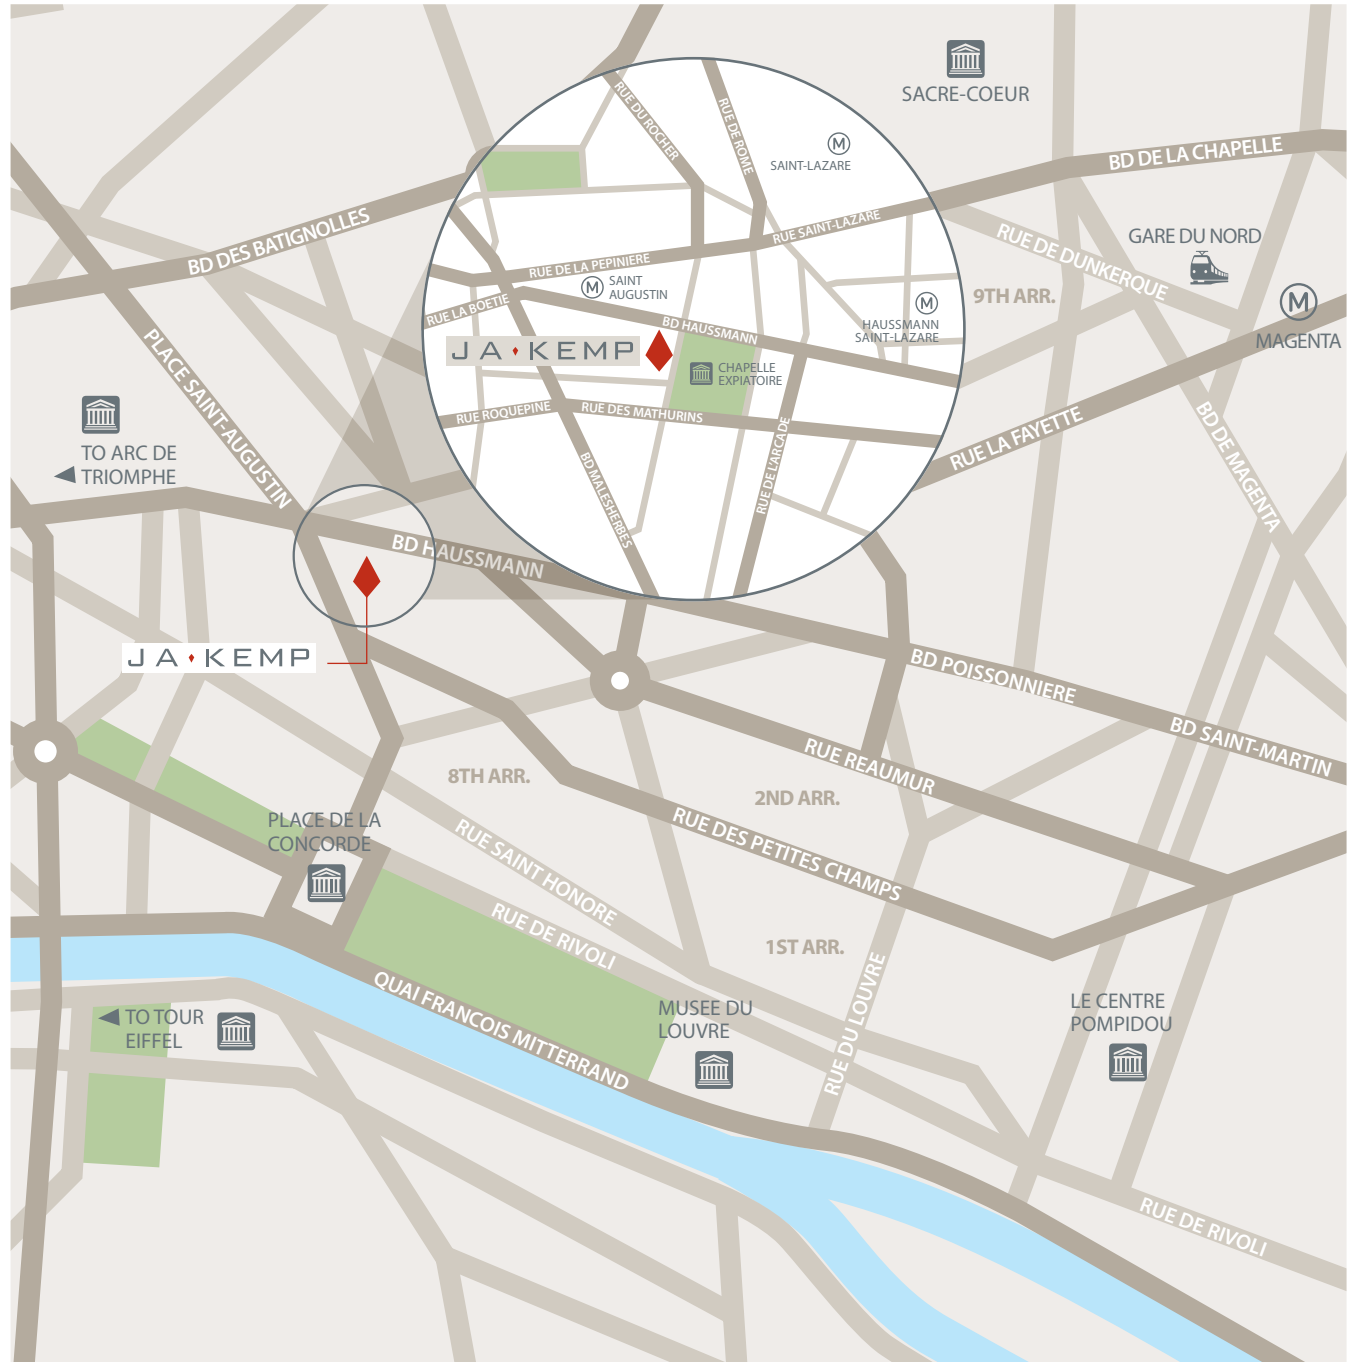 SACRE-COEUR
BD DE LA CHAPELLE
RUE DU ROCHER
RUE DE ROME
M
SAINT-LAZARE
RUE SAINT-LAZARE
BD DES BATIGNOLLES
RUE DE DUNKERQUE
GARE DU NORD
RUE DE LA PEPINIERE
M
SAINT
AUGUSTIN
RUE LA BOETIE
9TH ARR.
M
HAUSSMANN
SAINT-LAZARE
M
MAGENTA
BD HAUSSMANN
JA KEMP
CHAPELLE
EXPIATOIRE
PLACE SAINT-AUGUSTIN
RUE ROQUEPINE
RUE DES MATHURINS
RUE DE L'ARCADE
BD MALESHERBES
RUE LA FAYETTE
BD DE MAGENTA
TO ARC DE
TRIOMPHE
BD HAUSSMANN
JA KEMP
BD POISSONNIERE
BD SAINT-MARTIN
RUE REAUMUR
8TH ARR.
2ND ARR.
RUE DES PETITES CHAMPS
PLACE DE LA
CONCORDE
RUE SAINT HONORE
RUE DE RIVOLI
1ST ARR.
RUE DU LOUVRE
QUAI FRANCOIS MITTERRAND
MUSEE DU
LOUVRE
LE CENTRE
POMPIDOU
TO TOUR
EIFFEL
RUE DE RIVOLI